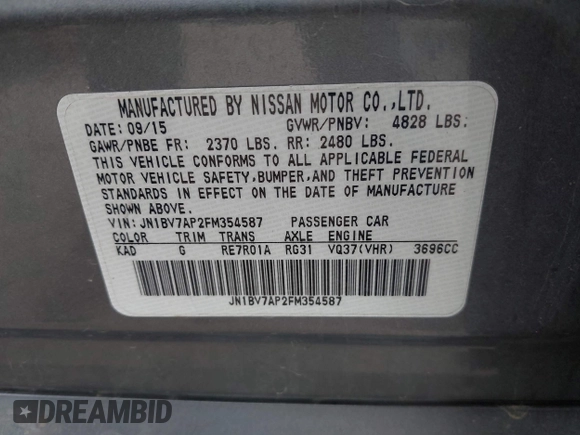 MANUFACTURED BY NISSAN MOTOR CO.,LTD.
DATE: 09/15 GVWR/PNBV: 4828 LBS.
GAWR/PNBE FR: 2370 LBS. RR: 2480 LBS.
THIS VEHICLE CONFORMS TO ALL APPLICABLE FEDERAL
MOTOR VEHICLE SAFETY,BUMPER,AND THEFT PREVENTION
STANDARDS IN EFFECT ON THE DATE OF MANUFACTURE
SHOWN ABOVE.
VIN: JN1BV7AP2FM354587 PASSENGER CAR
COLOR TRIM TRANS AXLE ENGINE
KAD G RE7R01A RG31 VQ37(VHR) 3696CC
JN1BV7AP2FM354587
DREAMBID